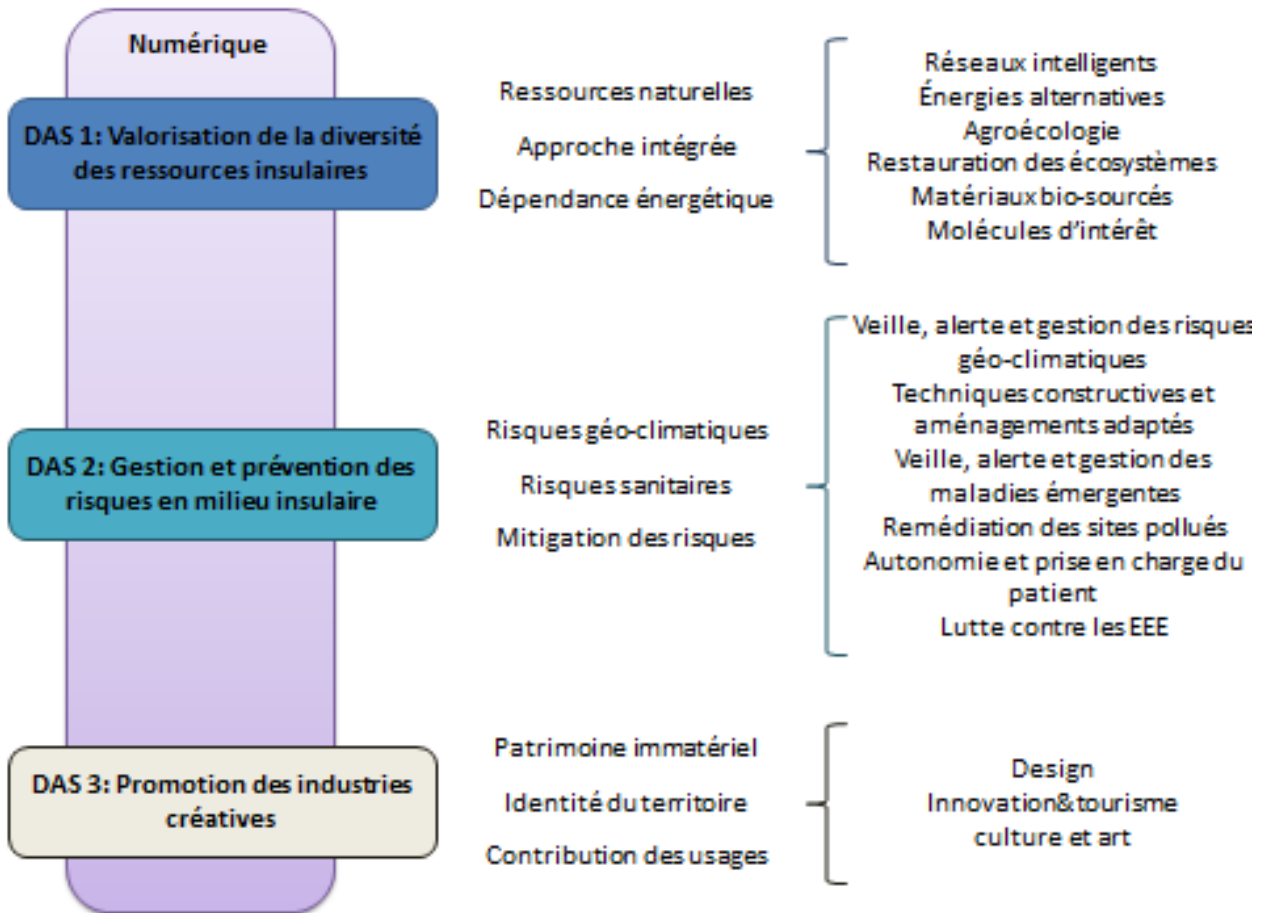 Numérique
DAS 1: Valorisation de la diversité
des ressources insulaires
Ressources naturelles
Approche intégrée
Dépendance énergétique
Réseaux intelligents
Énergies alternatives
Agroécologie
Restauration des écosystèmes
Matériaux bio-sourcés
Molécules d'intérêt
DAS 2: Gestion et prévention des
risques en milieu insulaire
Risques géo-climatiques
Risques sanitaires
Mitigation des risques
Veille, alerte et gestion des risques
géo-climatiques
Techniques constructives et
aménagements adaptés
Veille, alerte et gestion des
maladies émergentes
Remédiation des sites pollués
Autonomie et prise en charge du
patient
Lutte contre les EEE
DAS 3: Promotion des industries
créatives
Patrimoine immatériel
Identité du territoire
Contribution des usages
Design
Innovation&tourisme
culture et art